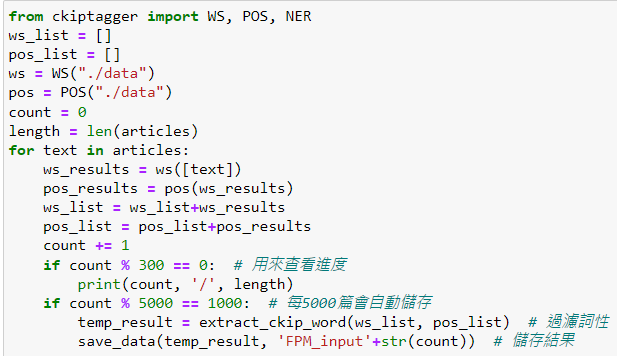 from ckiptagger import WS, POS, NER
ws_list = []
pos_list = []
ws = WS("./data")
pos = POS("./data")
count = 0
length = len(articles)
for text in articles:
    ws_results = ws([text])
    pos_results = pos(ws_results)
    ws_list = ws_list+ws_results
    pos_list = pos_list+pos_results
    count += 1
    if count % 300 == 0:  # 用來查看進度
        print(count, '/', length)
    if count % 5000 == 1000:  # 每5000篇會自動儲存
        temp_result = extract_ckip_word(ws_list, pos_list)  # 過濾詞性
        save_data(temp_result, 'FPM_input'+str(count))  # 儲存結果